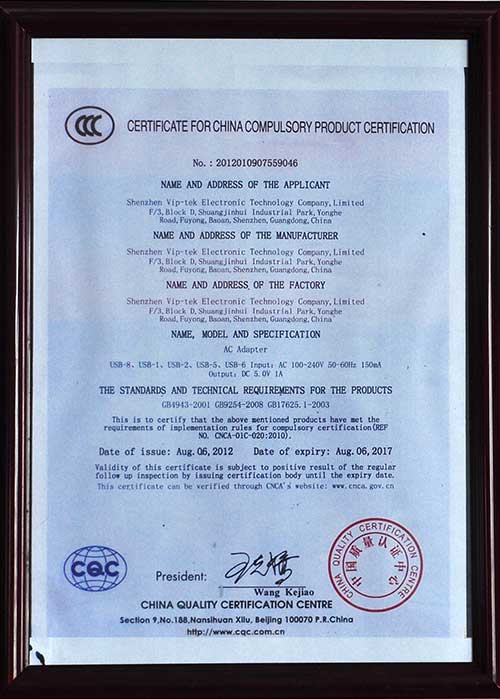 CCC CERTIFICATE FOR CHINA COMPULSORY PRODUCT CERTIFICATION
No. : 2012010907559046
NAME AND ADDRESS OF THE APPLICANT
Shenzhen Vip-tek Electronic Technology Company, Limited
F/3, Block D, Shuangjinhui Industrial Park, Yonghe
Road, Fuyong, Baoan, Shenzhen, Guangdong, China
NAME AND ADDRESS OF THE MANUFACTURER
Shenzhen Vip-tek Electronic Technology Company, Limited
F/3, Block D, Shuangjinhui Industrial Park, Yonghe
Road, Fuyong, Baoan, Shenzhen, Guangdong, China
NAME AND ADDRESS OF THE FACTORY
Shenzhen Vip-tek Electronic Technology Company, Limited
F/3, Block D, Shuangjinhui Industrial Park, Yonghe
Road, Fuyong, Baoan, Shenzhen, Guangdong, China
NAME, MODEL AND SPECIFICATION
AC Adapter
USB-8、USB-1、USB-2、USB-5、USB-6 Input: AC 100-240V 50-60Hz 150mA
Output: DC 5.0V 1A
THE STANDARDS AND TECHNICAL REQUIREMENTS FOR THE PRODUCTS
GB4943-2001 GB9254-2008 GB17625.1-2003
This is to certify that the above mentioned products have met the
requirements of implementation rules for compulsory certification(REF
NO. CNCA-01C-020:2010).
Date of issue: Aug. 06, 2012 Date of expiry: Aug. 06, 2017
Validity of this certificate is subject to positive result of the regular
follow up inspection by issuing certification body until the expiry date.
This certificate can be verified through CNCA's website: www.cnca.gov.cn
CQC
President:
Wang Kejiao
CHINA QUALITY CERTIFICATION CENTRE
中国质量认证中心
CHINA QUALITY CERTIFICATION CENTRE
Section 9, No.188, Nansihuan Xilu, Beijing 100070 P.R.China
http://www.cqc.com.cn